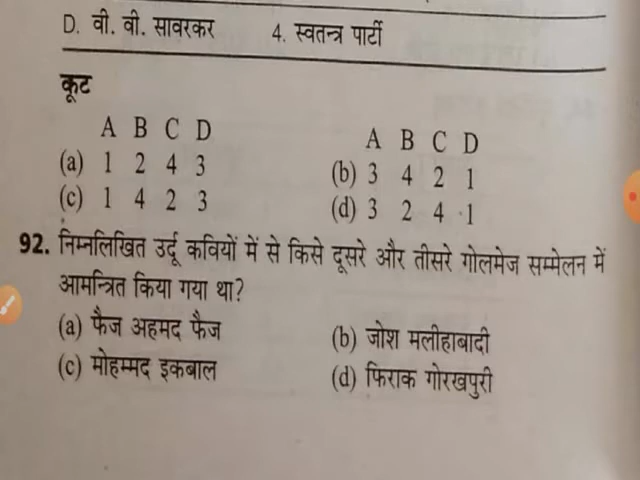 D. वी. वी. सावरकर 4. स्वतन्त्र पार्टी
कूट
A B C D A B C D
(a) 1 2 4 3 (b) 3 4 2 1
(c) 1 4 2 3 (d) 3 2 4 1
92. निम्नलिखित उर्दू कवियों में से किसे दूसरे और तीसरे गोलमेज सम्मेलन में
आमन्त्रित किया गया था?
(a) फैज अहमद फैज (b) जोश मलीहाबादी
(c) मोहम्मद इकबाल (d) फिराक गोरखपुरी